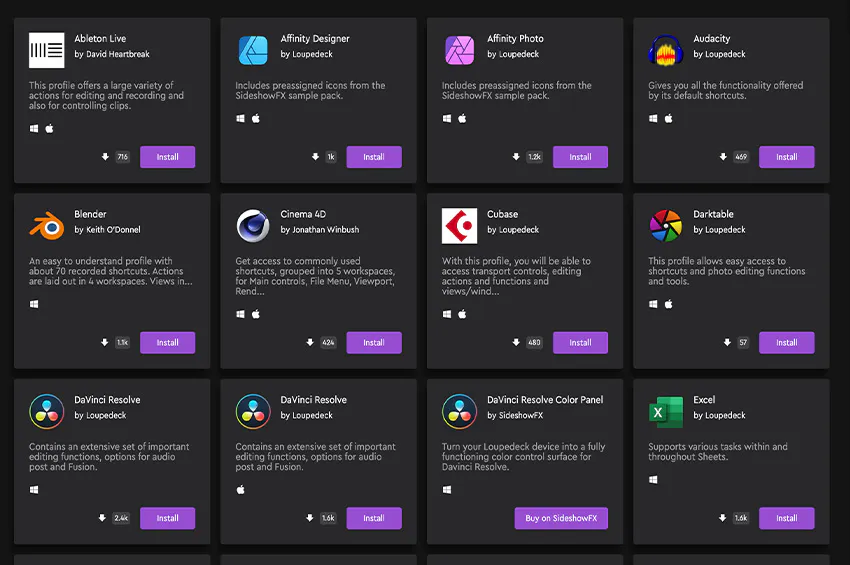 Ableton Live
by David Heartbreak
This profile offers a large variety of
actions for editing and recording and
also for controlling clips.
716
Install
Affinity Designer
by Loupedeck
Includes preassigned icons from the
SideshowFX sample pack.
1k
Install
Affinity Photo
by Loupedeck
Includes preassigned icons from the
SideshowFX sample pack.
1.2k
Install
Audacity
by Loupedeck
Gives you all the functionality offered
by its default shortcuts.
469
Install
Blender
by Keith O'Donnel
An easy to understand profile with
about 70 recorded shortcuts. Actions
are laid out in 4 workspaces. Views in...
1.1k
Install
Cinema 4D
by Jonathan Winbush
Get access to commonly used
shortcuts, grouped into 5 workspaces,
for Main controls, File Menu, Viewport,
Rend...
424
Install
Cubase
by Loupedeck
With this profile, you will be able to
access transport controls, editing
actions and functions and
views/wind...
480
Install
Darktable
by Loupedeck
This profile allows easy access to
shortcuts and photo editing functions
and tools.
57
Install
DaVinci Resolve
by Loupedeck
Contains an extensive set of important
editing functions, options for audio
post and Fusion.
2.4k
Install
DaVinci Resolve
by Loupedeck
Contains an extensive set of important
editing functions, options for audio
post and Fusion.
1.6k
Install
DaVinci Resolve Color Panel
by SideshowFX
Turn your Loupedeck device into a fully
functioning color control surface for
Davinci Resolve.
Buy on SideshowFX
X
Excel
by Loupedeck
Supports various tasks within and
throughout Sheets.
1.6k
Install